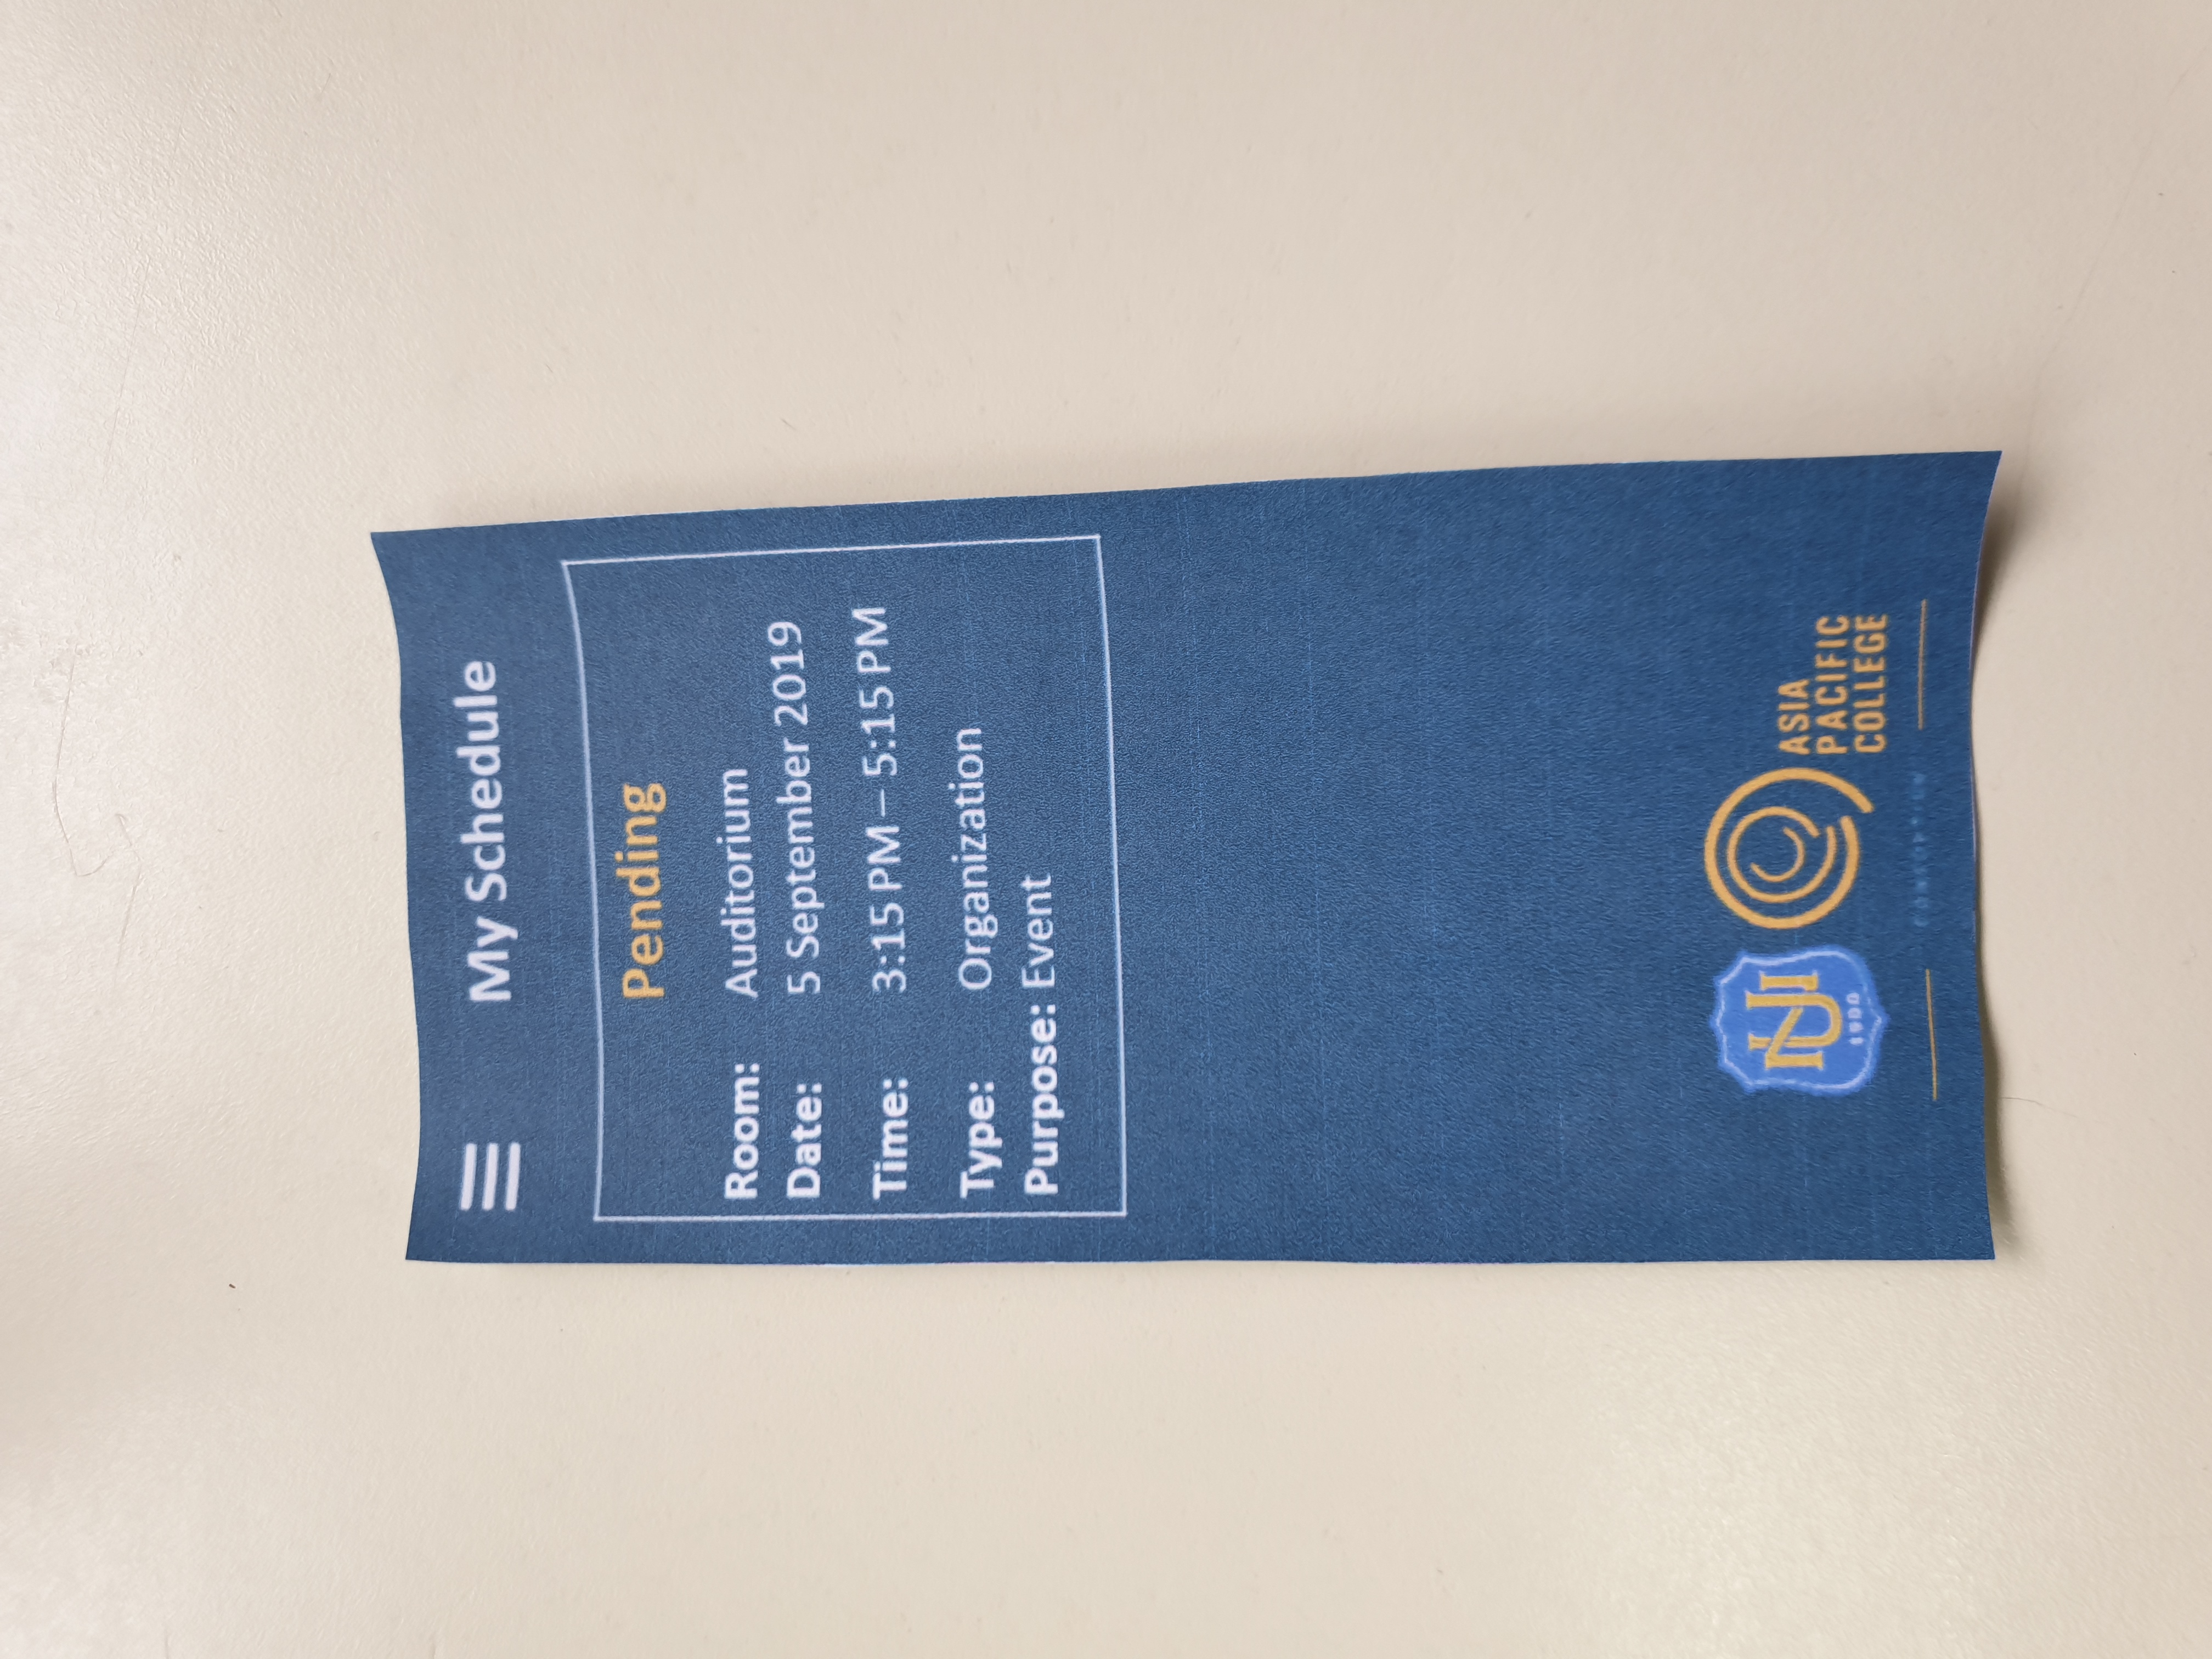 My Schedule
Pending
Room: Auditorium
Date: 5 September 2019
Time: 3:15 PM – 5:15 PM
Type: Organization
Purpose: Event
NU
1900
ASIA
PACIFIC
COLLEGE